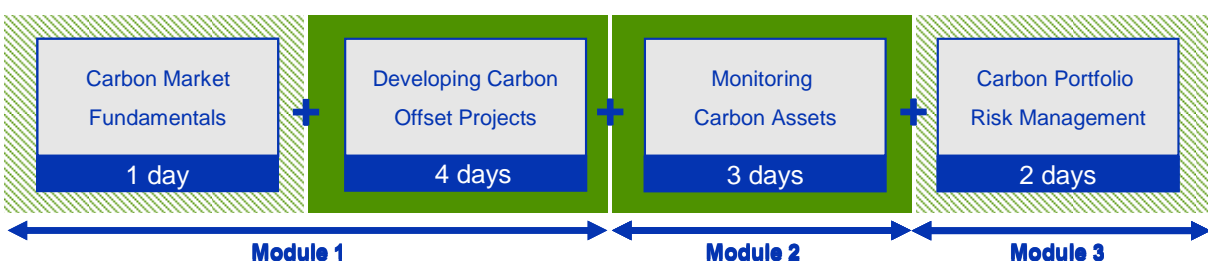 Carbon Market
Fundamentals
1 day
+
Developing Carbon
Offset Projects
4 days
+
Monitoring
Carbon Assets
3 days
+
Carbon Portfolio
Risk Management
2 days
Module 1
Module 2
Module 3